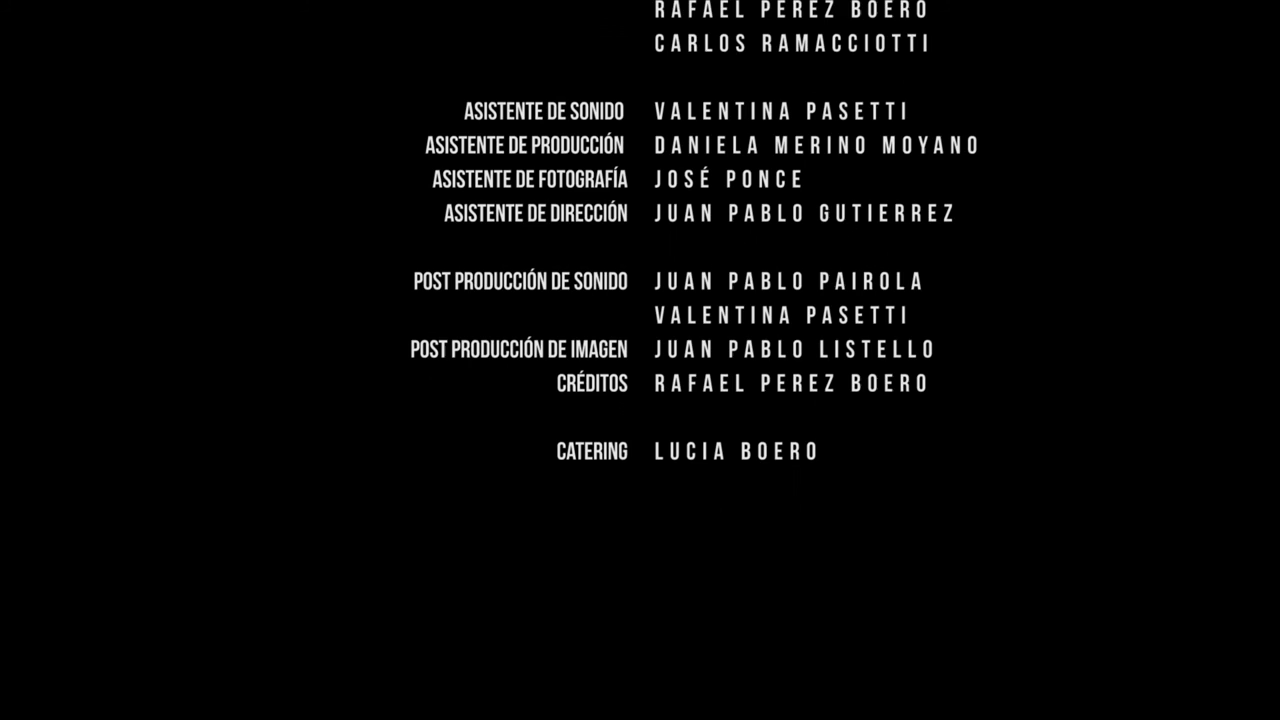 RAFAEL PEREZ BOERO
CARLOS RAMACCIOTTI
ASISTENTE DE SONIDO VALENTINA PASETTI
ASISTENTE DE PRODUCCIÓN DANIELA MERINO MOYANO
ASISTENTE DE FOTOGRAFÍA JOSÉ PONCE
ASISTENTE DE DIRECCIÓN JUAN PABLO GUTIERREZ
POST PRODUCCIÓN DE SONIDO JUAN PABLO PAIROLA
VALENTINA PASETTI
POST PRODUCCIÓN DE IMAGEN JUAN PABLO LISTELLO
CRÉDITOS RAFAEL PEREZ BOERO
CATERING LUCIA BOERO